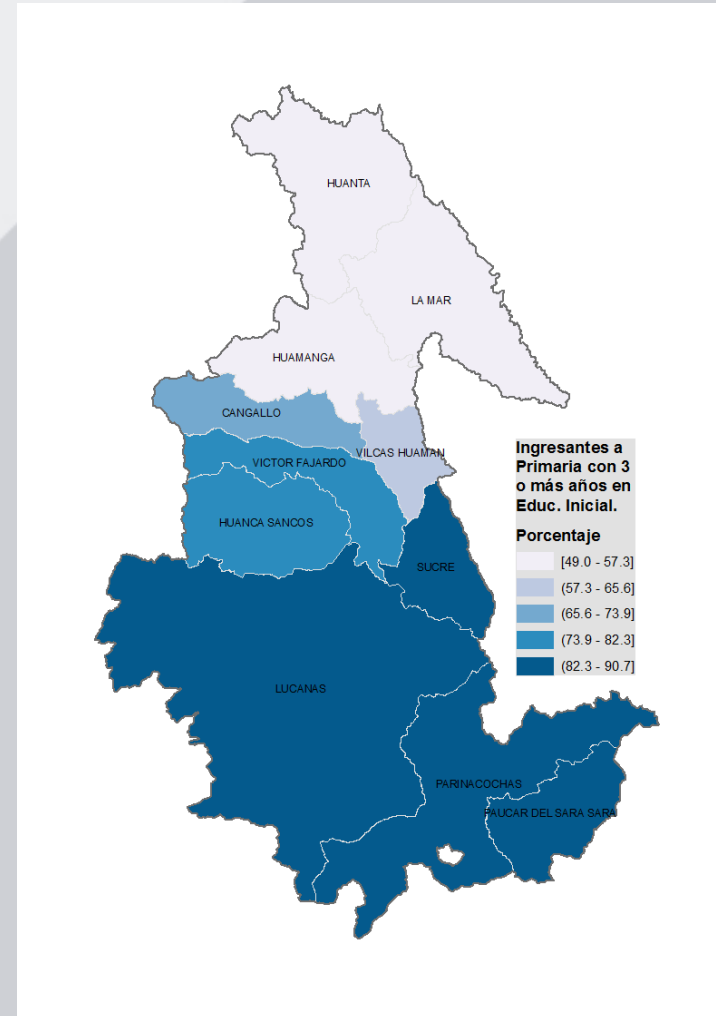 HUANTA
LA MAR
HUAMANGA
CANGALLO
VILCAS HUAMAN
VICTOR FAJARDO
HUANCA SANCOS
SUCRE
LUCANAS
PARINACOCHAS
PAUCAR DEL SARA SARA
Ingresantes a
Primaria con 3
o más años en
Educ. Inicial.
Porcentaje
[49.0 - 57.3]
(57.3 - 65.6]
(65.6 - 73.9]
(73.9 - 82.3]
(82.3 - 90.7]